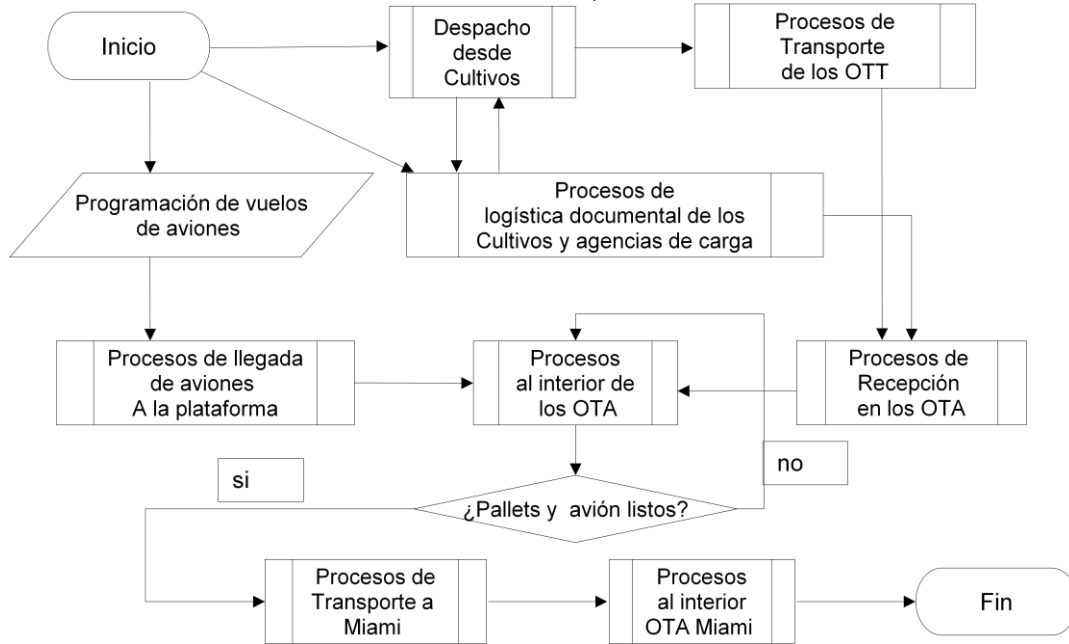 Inicio
Despacho
desde
Cultivos
Procesos de
Transporte
de los OTT
Programación de vuelos
de aviones
Procesos de
logística documental de los
Cultivos y agencias de carga
Procesos de llegada
de aviones
A la plataforma
Procesos
al interior de
los OTA
Procesos de
Recepción
en los OTA
si
no
¿Pallets y avión listos?
Procesos de
Transporte a
Miami
Procesos
al interior
OTA Miami
Fin